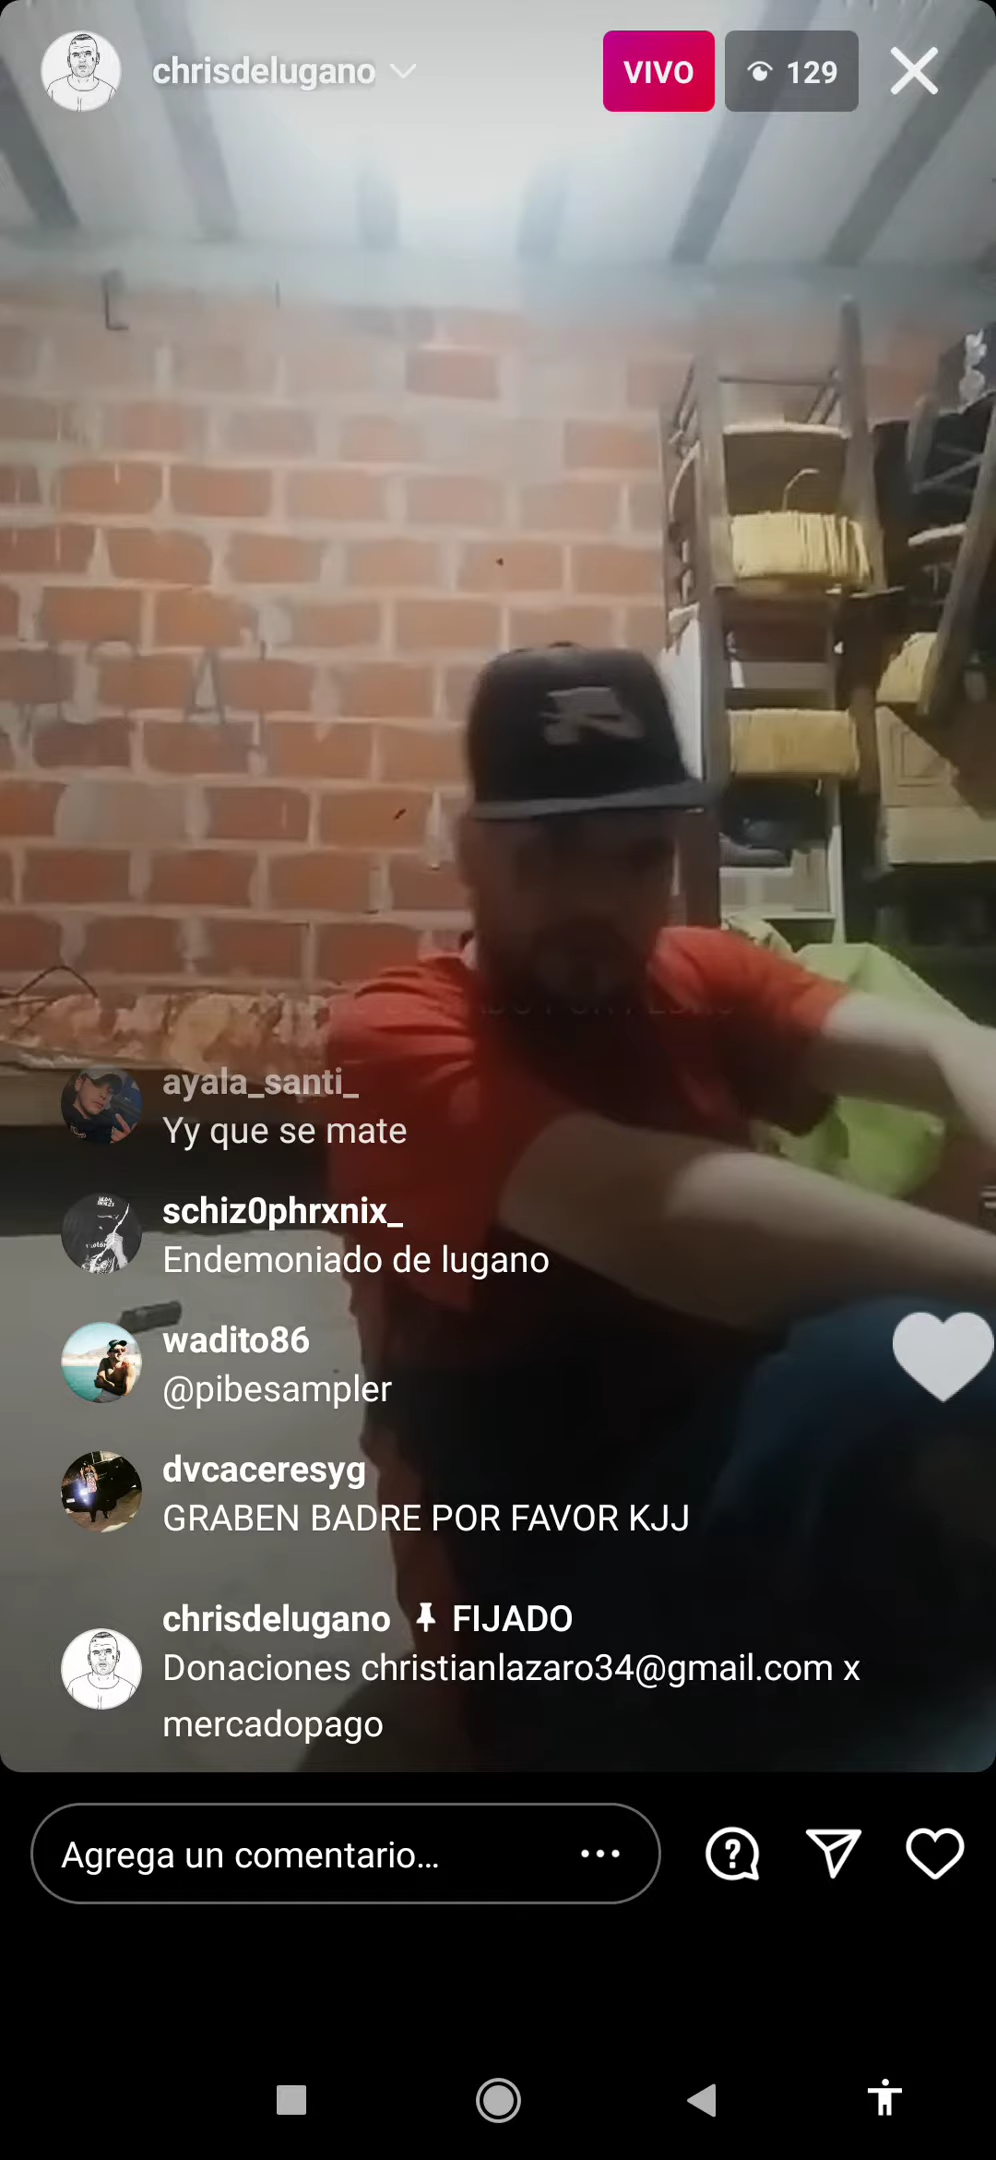 chrisdelugano
VIVO
129
ayala_santi_
Yy que se mate
schiz0phrxnix_
Endemoniado de lugano
wadito86
@pibesampler
dvcaceresyg
GRABEN BADRE POR FAVOR KJJ
chrisdelugano FIJADO
Donaciones christianlazaro34@gmail.com x
mercadopago
Agrega un comentario...